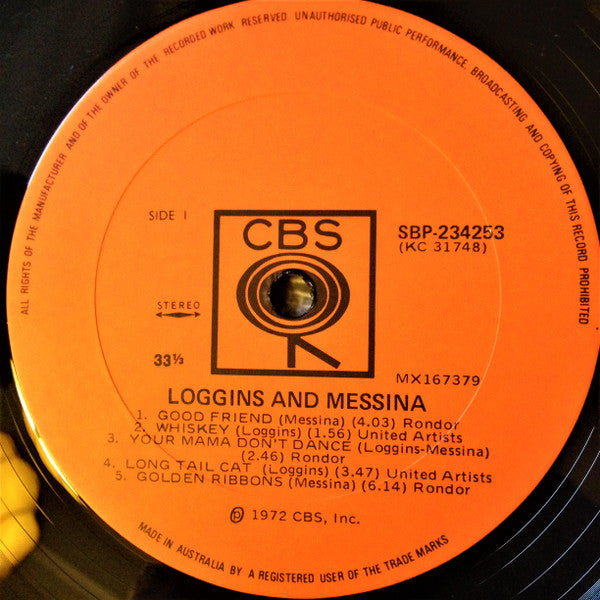 ALL RIGHTS OF THE MANUFACTURER AND OF THE OWNER OF THE RECORDED WORK RESERVED. UNAUTHORISED PUBLIC PERFORMANCE, BROADCASTING AND COPYING OF THIS RECORD PROHIBITED
SIDE 1
CBS
SBP-234253
(KC 31748)
STEREO
33⅓
MX167379
LOGGINS AND MESSINA
1. GOOD FRIEND (Messina) (4.03) Rondor
2. WHISKEY (Loggins) (1.56) United Artists
3. YOUR MAMA DON'T DANCE (Loggins-Messina)
(2.46) Rondor
4. LONG TAIL CAT (Loggins) (3.47) United Artists
5. GOLDEN RIBBONS (Messina) (6.14) Rondor
℗ 1972 CBS, Inc.
MADE IN AUSTRALIA BY A REGISTERED USER OF THE TRADE MARKS